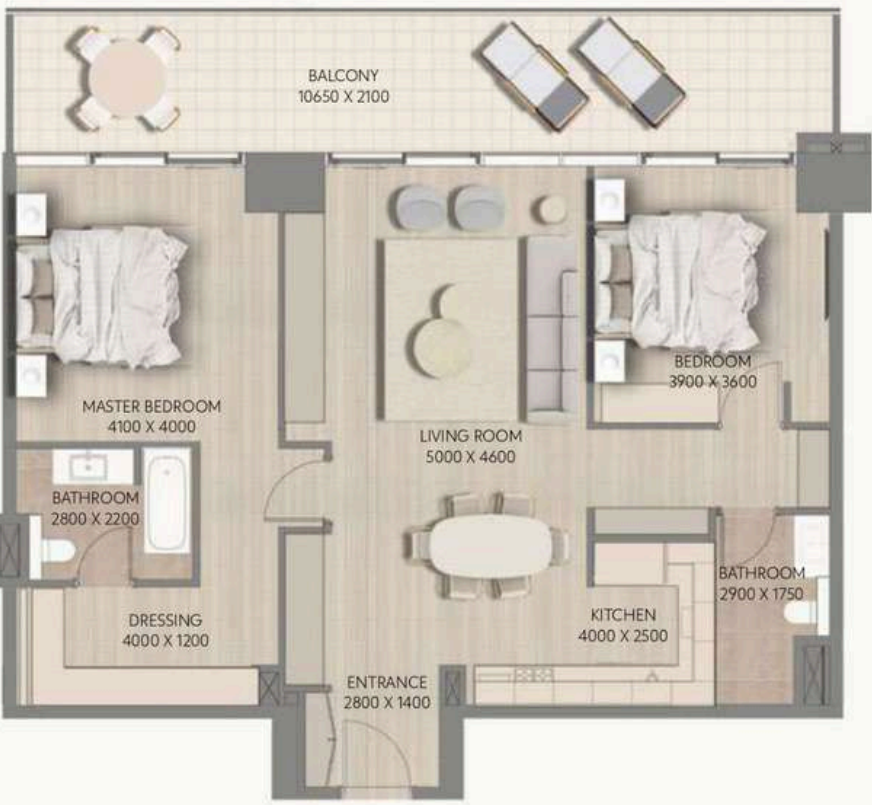 BALCONY
10650 X 2100
MASTER BEDROOM
4100 X 4000
LIVING ROOM
5000 X 4600
BEDROOM
3900 X 3600
BATHROOM
2800 X 2200
DRESSING
4000 X 1200
ENTRANCE
2800 X 1400
KITCHEN
4000 X 2500
BATHROOM
2900 X 1750